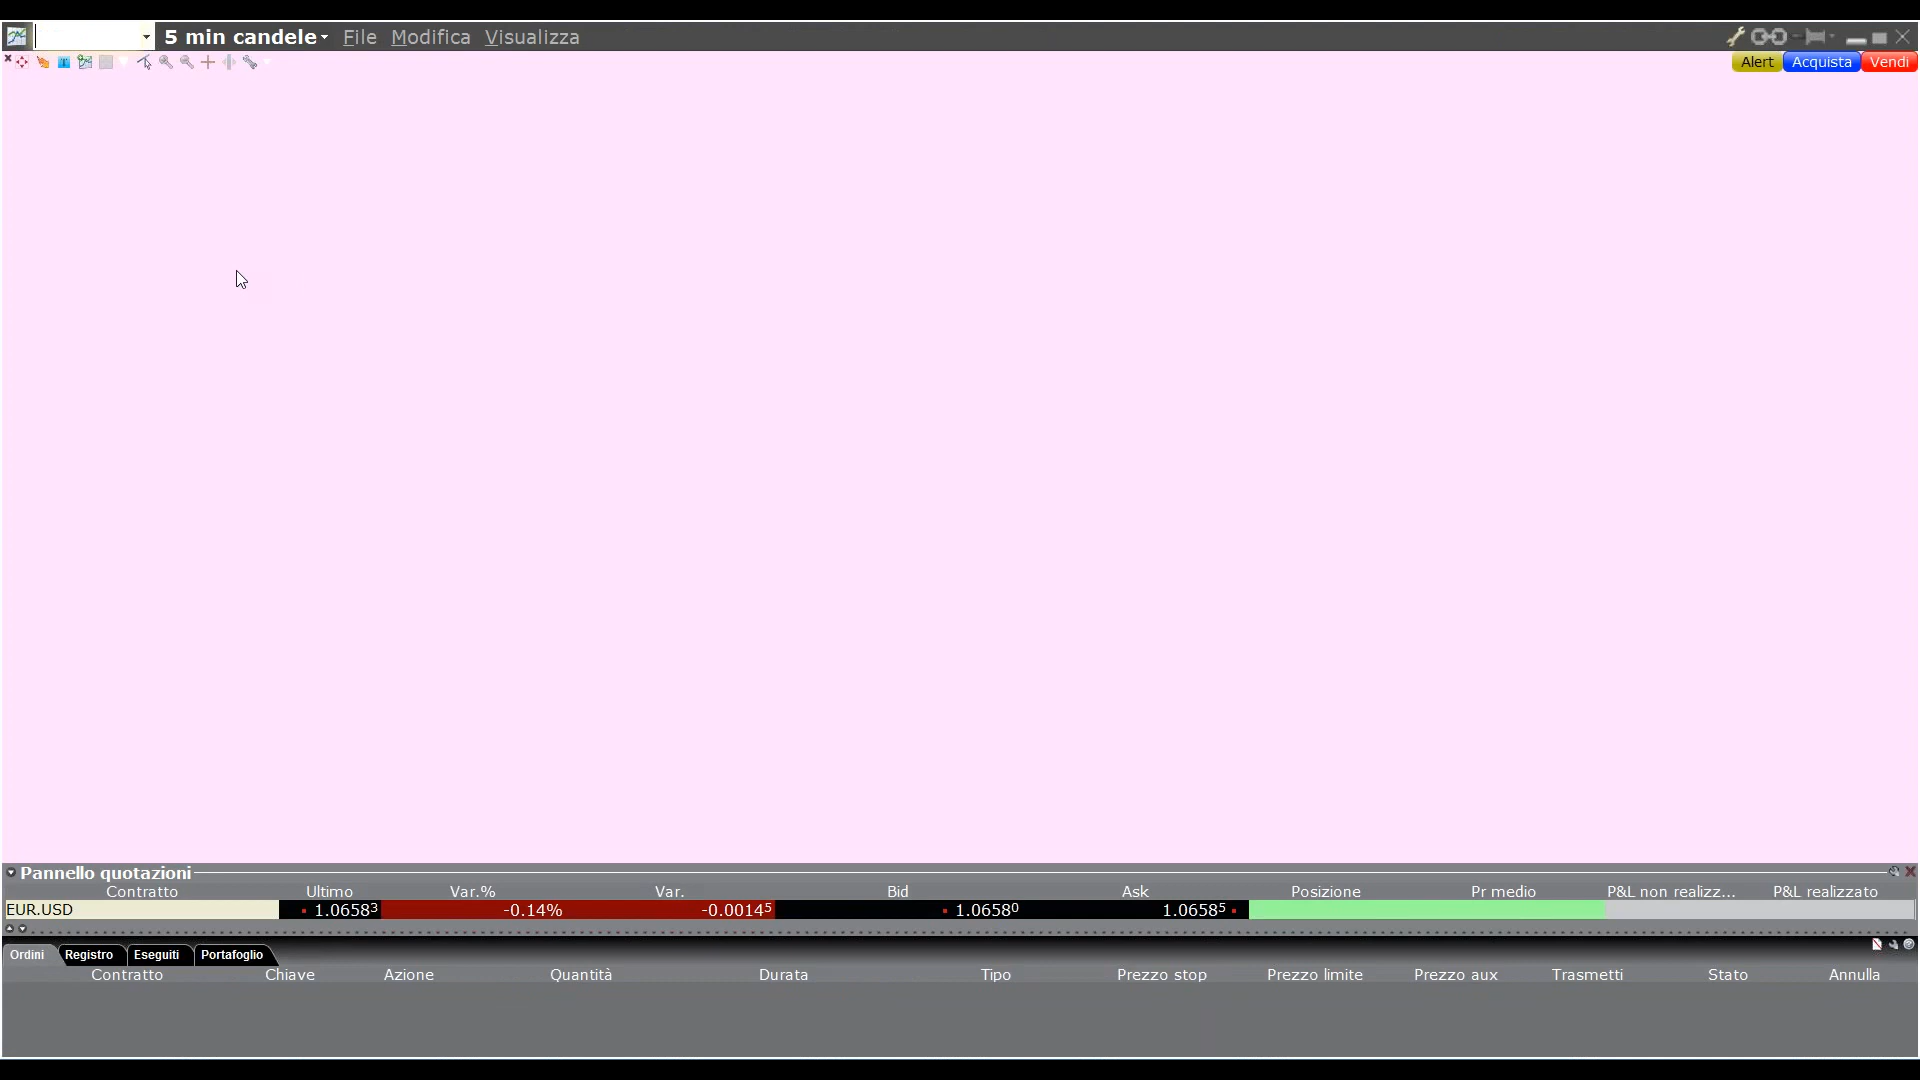 5 min candele File Modifica Visualizza
Alert Acquista Vendi
Pannello quotazioni
Contratto Ultimo Var.% Var. Bid Ask Posizione Pr medio P&L non realizz... P&L realizzato
EUR.USD 1.06583 -0.14% -0.00145 1.06580 1.06585
Ordini Registro Eseguiti Portafoglio
Contratto Chiave Azione Quantità Durata Tipo Prezzo stop Prezzo limite Prezzo aux Trasmetti Stato Annulla